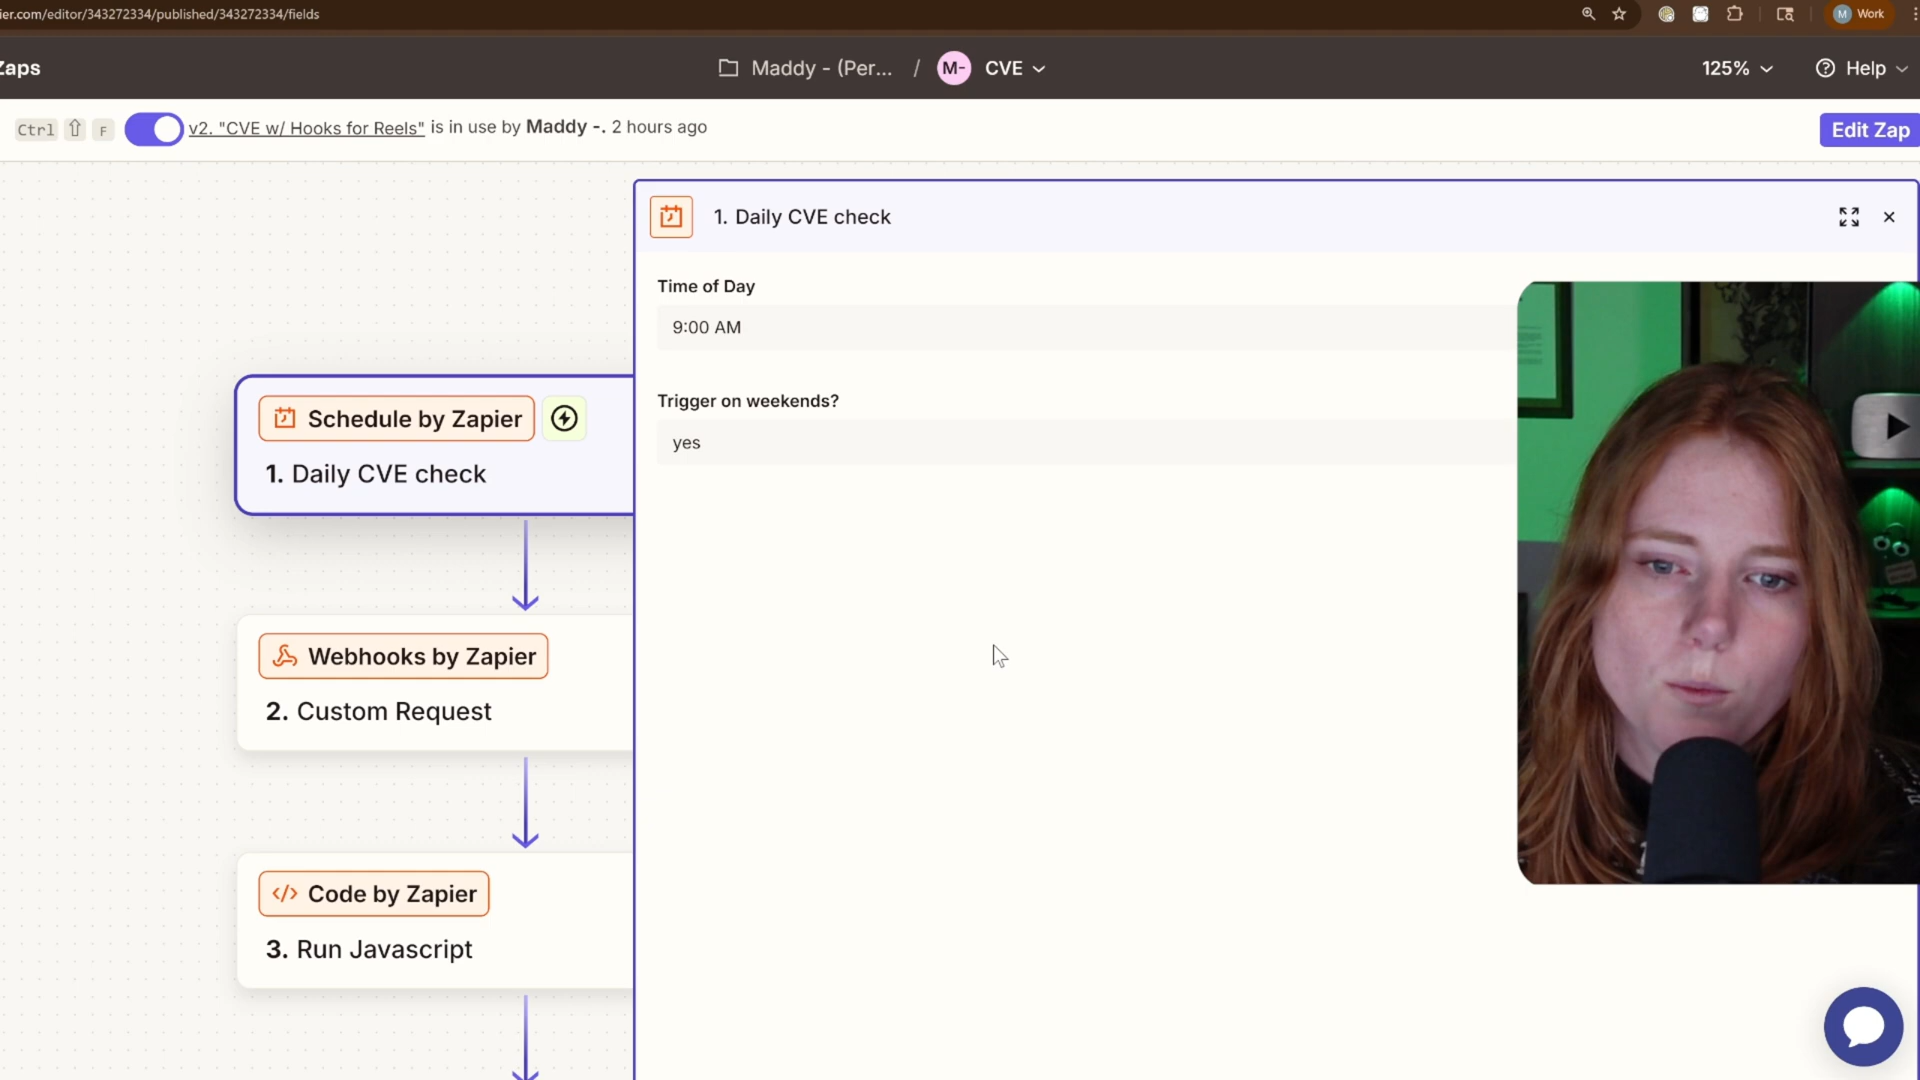 ier.com/editor/343272334/published/343272334/fields
M Work
Zaps
Maddy - (Per... / M- CVE
125%
Help
Ctrl ⇧ F v2. "CVE w/ Hooks for Reels" is in use by Maddy -. 2 hours ago
Edit Zap
1. Daily CVE check
Time of Day
9:00 AM
Trigger on weekends?
yes
Schedule by Zapier
1. Daily CVE check
Webhooks by Zapier
2. Custom Request
Code by Zapier
3. Run Javascript